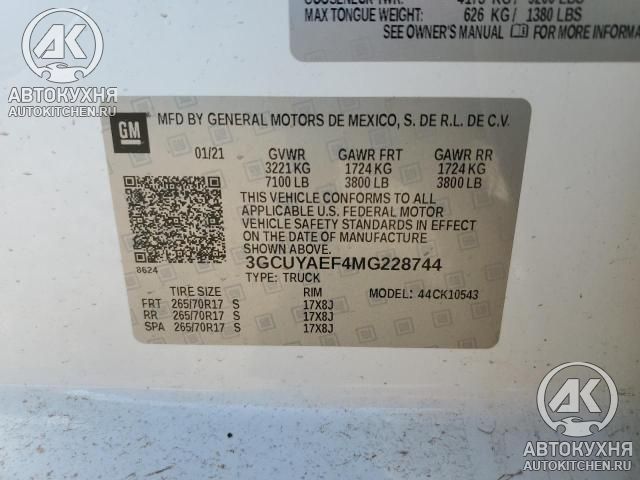 MAX TONGUE WEIGHT: 626 KG / 1380 LBS
SEE OWNER'S MANUAL FOR MORE INFORMA
АВТОКУХНЯ
AUTOKITCHEN.RU
GM
MFD BY GENERAL MOTORS DE MEXICO, S. DE R.L. DE C.V.
01/21 GVWR GAWR FRT GAWR RR
3221 KG 1724 KG 1724 KG
7100 LB 3800 LB 3800 LB
THIS VEHICLE CONFORMS TO ALL
APPLICABLE U.S. FEDERAL MOTOR
VEHICLE SAFETY STANDARDS IN EFFECT
ON THE DATE OF MANUFACTURE
SHOWN ABOVE.
8624
3GCUYAEF4MG228744
TYPE: TRUCK
TIRE SIZE RIM MODEL: 44CK10543
FRT 265/70R17 S 17X8J
RR 265/70R17 S 17X8J
SPA 265/70R17 S 17X8J
AK
АВТОКУХНЯ
AUTOKITCHEN.RU